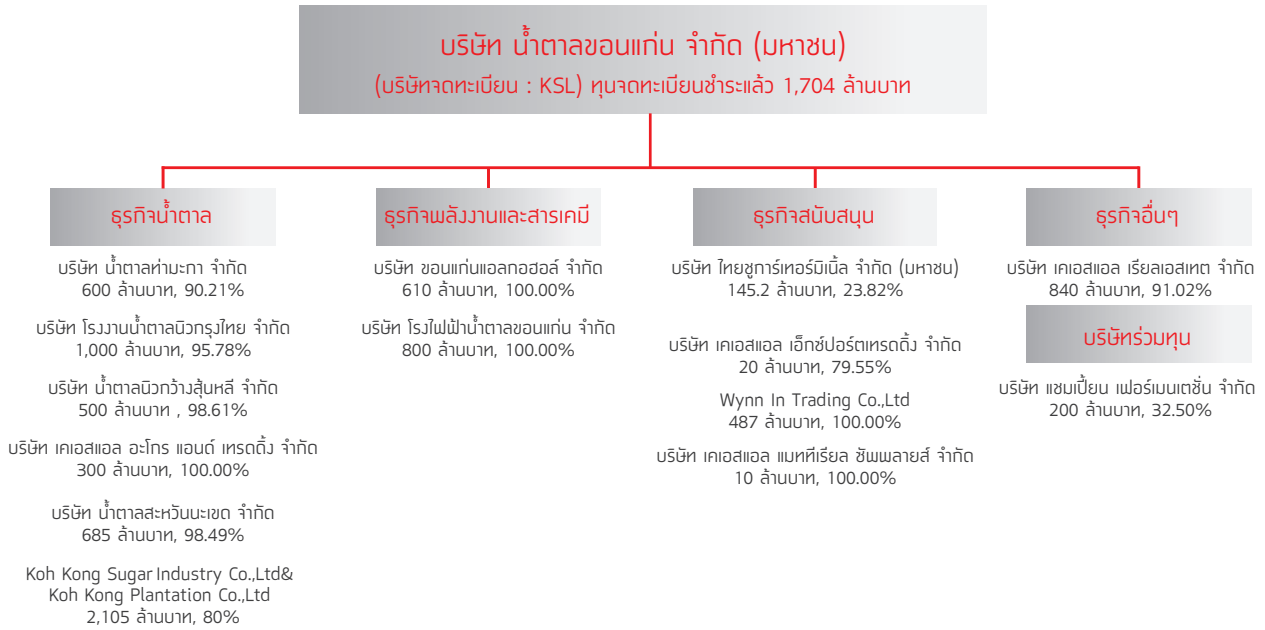 บริษัท น้ำตาลขอนแก่น จำกัด (มหาชน)
(บริษัทจดทะเบียน : KSL) ทุนจดทะเบียนชำระแล้ว 1,704 ล้านบาท
ธุรกิจน้ำตาล
บริษัท น้ำตาลท่ามะกา จำกัด
600 ล้านบาท, 90.21%
บริษัท โรงงานน้ำตาลนิวกรุงไทย จำกัด
1,000 ล้านบาท, 95.78%
บริษัท น้ำตาลนิวกว้างสุ้นหลี จำกัด
500 ล้านบาท , 98.61%
บริษัท เคเอสแอล อะโกร แอนด์ เทรดดิ้ง จำกัด
300 ล้านบาท, 100.00%
บริษัท น้ำตาลสะหวันนะเขด จำกัด
685 ล้านบาท, 98.49%
Koh Kong Sugar Industry Co.,Ltd&
Koh Kong Plantation Co.,Ltd
2,105 ล้านบาท, 80%
ธุรกิจพลังงานและสารเคมี
บริษัท ขอนแก่นแอลกอฮอล์ จำกัด
610 ล้านบาท, 100.00%
บริษัท โรงไฟฟ้าน้ำตาลขอนแก่น จำกัด
800 ล้านบาท, 100.00%
ธุรกิจสนับสนุน
บริษัท ไทยชูการ์เทอร์มิเนิ้ล จำกัด (มหาชน)
145.2 ล้านบาท, 23.82%
บริษัท เคเอสแอล เอ็กซ์ปอร์ตเทรดดิ้ง จำกัด
20 ล้านบาท, 79.55%
Wynn In Trading Co.,Ltd
487 ล้านบาท, 100.00%
บริษัท เคเอสแอล แมททีเรียล ซัพพลายส์ จำกัด
10 ล้านบาท, 100.00%
ธุรกิจอื่นๆ
บริษัท เคเอสแอล เรียลเอสเทต จำกัด
840 ล้านบาท, 91.02%
บริษัทร่วมทุน
บริษัท แชมเปี้ยน เฟอร์เมนเตชั่น จำกัด
200 ล้านบาท, 32.50%